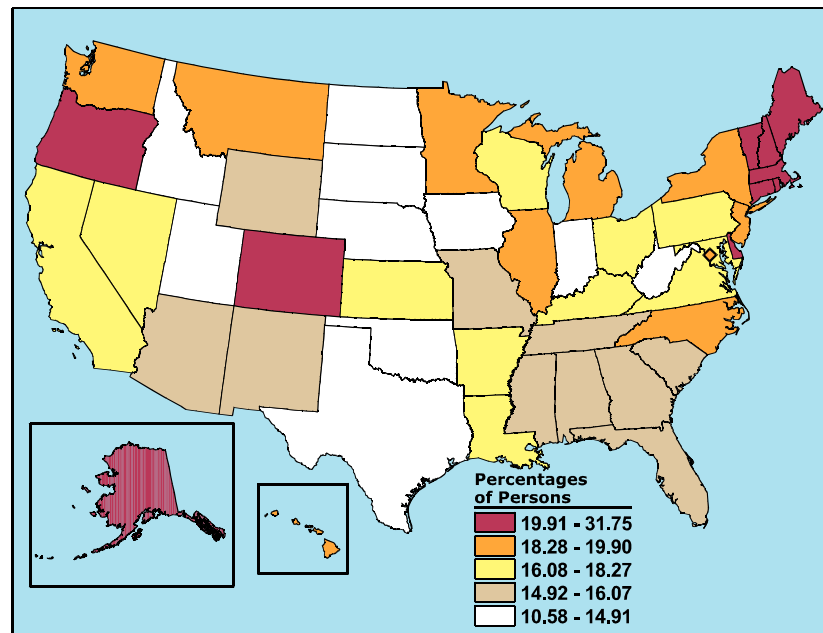 Percentages
of Persons
19.91 - 31.75
18.28 - 19.90
16.08 - 18.27
14.92 - 16.07
10.58 - 14.91